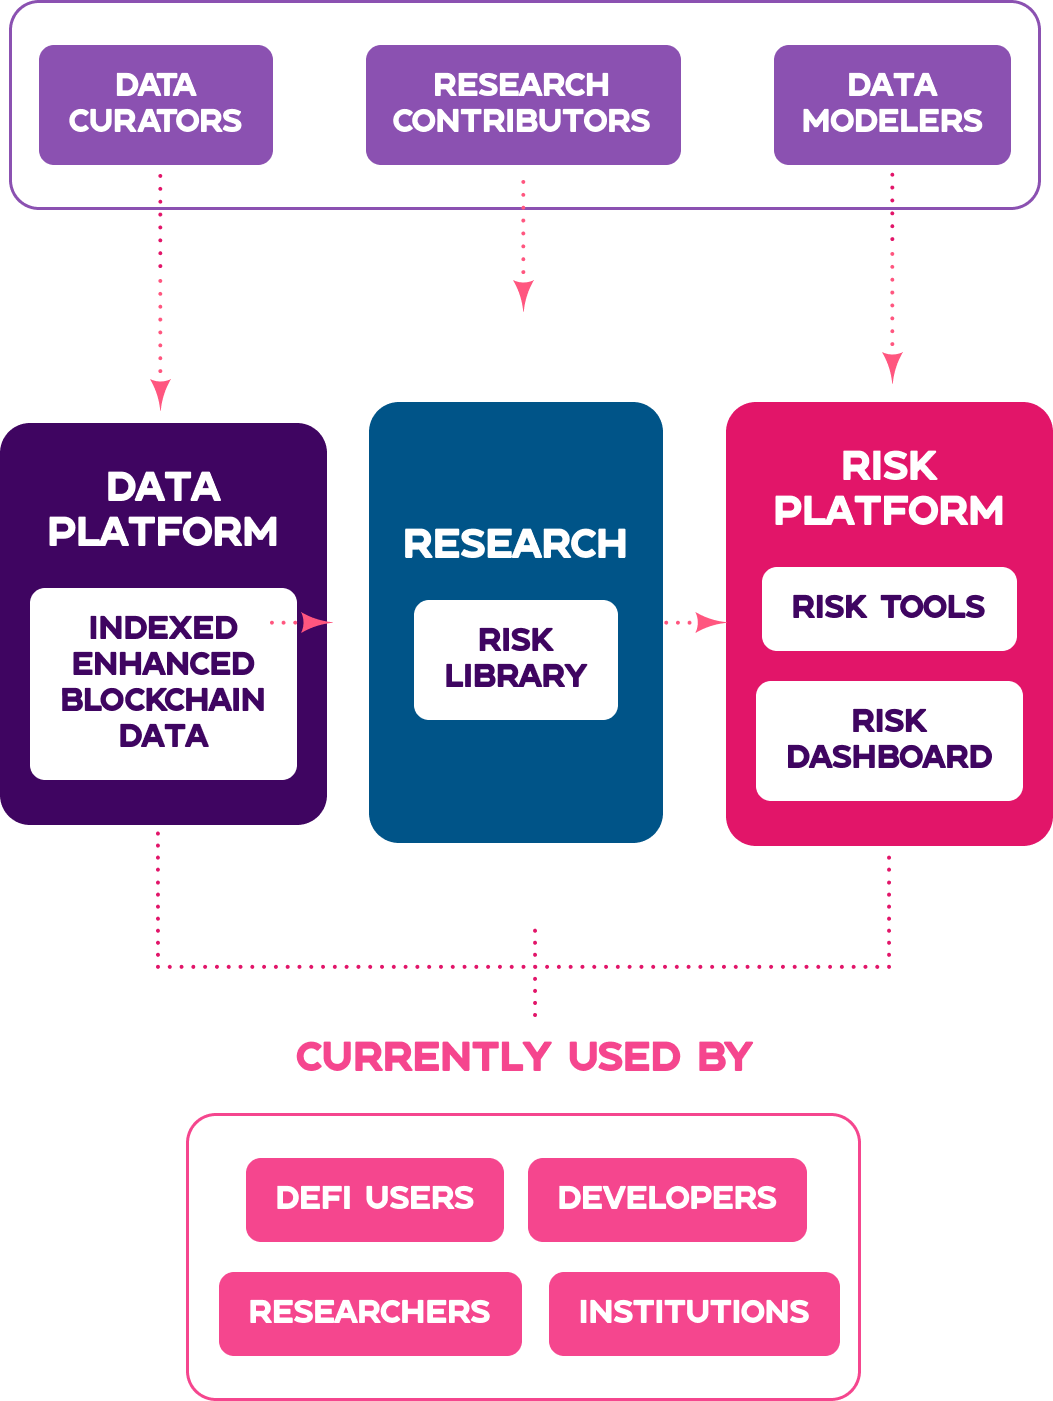 DATA
CURATORS
RESEARCH
CONTRIBUTORS
DATA
MODELERS
DATA
PLATFORM
INDEXED
ENHANCED
BLOCKCHAIN
DATA
RESEARCH
RISK
LIBRARY
RISK
PLATFORM
RISK TOOLS
RISK
DASHBOARD
CURRENTLY USED BY
DEFI USERS
DEVELOPERS
RESEARCHERS
INSTITUTIONS